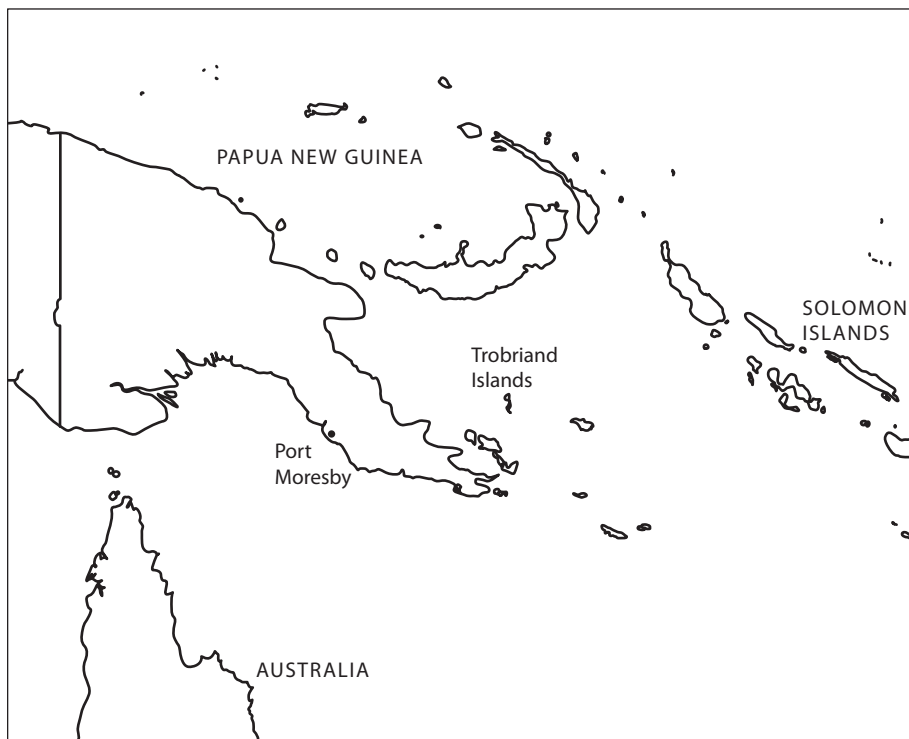 PAPUA NEW GUINEA
SOLOMON
ISLANDS
Trobriand
Islands
Port
Moresby
AUSTRALIA